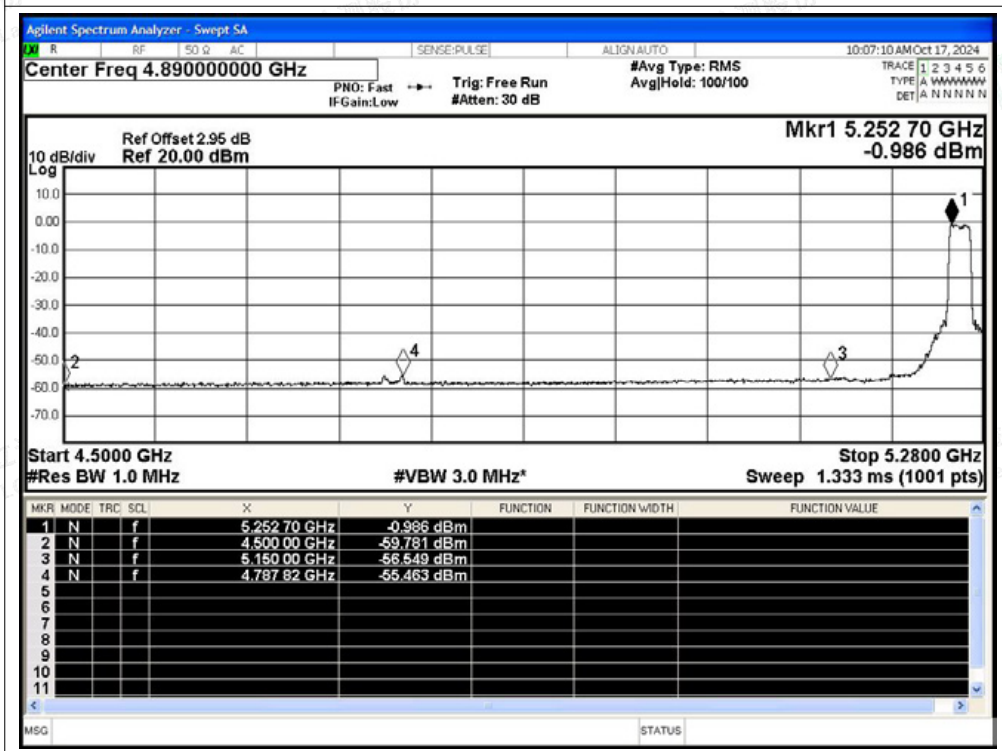 Agilent Spectrum Analyzer - Swept SA
R RF 50 Ω AC SENSE:PULSE ALIGN AUTO 10:07:10 AM Oct 17, 2024
Center Freq 4.890000000 GHz #Avg Type: RMS TRACE 1 2 3 4 5 6
PNO: Fast Trig: Free Run Avg|Hold: 100/100 TYPE A WWWWW
IFGain:Low #Atten: 30 dB DET A N N N N N
Ref Offset 2.95 dB Mkr1 5.252 70 GHz
10 dB/div Ref 20.00 dBm -0.986 dBm
Log
10.0
1
0.00
-10.0
-20.0
-30.0
-40.0
-50.0
2 4 3
-60.0
-70.0
Start 4.5000 GHz Stop 5.2800 GHz
#Res BW 1.0 MHz #VBW 3.0 MHz* Sweep 1.333 ms (1001 pts)
MKR MODE TRC SCL X Y FUNCTION FUNCTION WIDTH FUNCTION VALUE
1 N f 5.252 70 GHz -0.986 dBm
2 N f 4.500 00 GHz -59.781 dBm
3 N f 5.150 00 GHz -56.549 dBm
4 N f 4.787 82 GHz -55.463 dBm
5
6
7
8
9
10
11
MSG STATUS